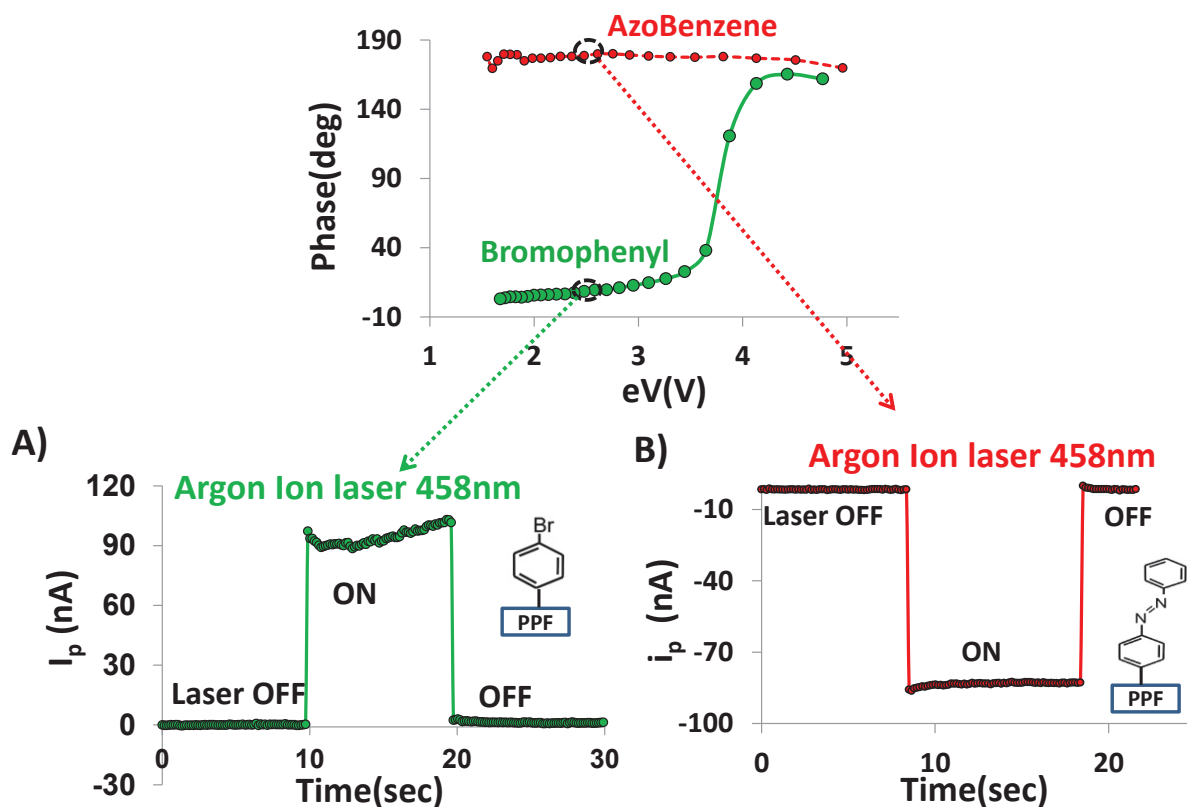 AzoBenzene
190
140
90
40
-10
Phase(deg)
Bromophenyl
1 2 3 4 5
eV(V)
A)
Argon Ion laser 458nm
120
90
60
30
0
-30
I_p (nA)
Laser OFF
ON
OFF
Br
PPF
0 10 20 30
Time(sec)
B)
Argon Ion laser 458nm
-10
-40
-70
-100
i_p (nA)
Laser OFF
OFF
ON
N
N
PPF
0 10 20
Time(sec)